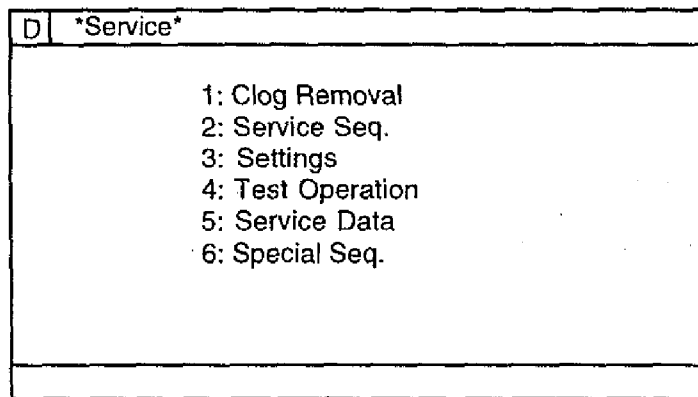 D *Service*
1: Clog Removal
2: Service Seq.
3: Settings
4: Test Operation
5: Service Data
6: Special Seq.